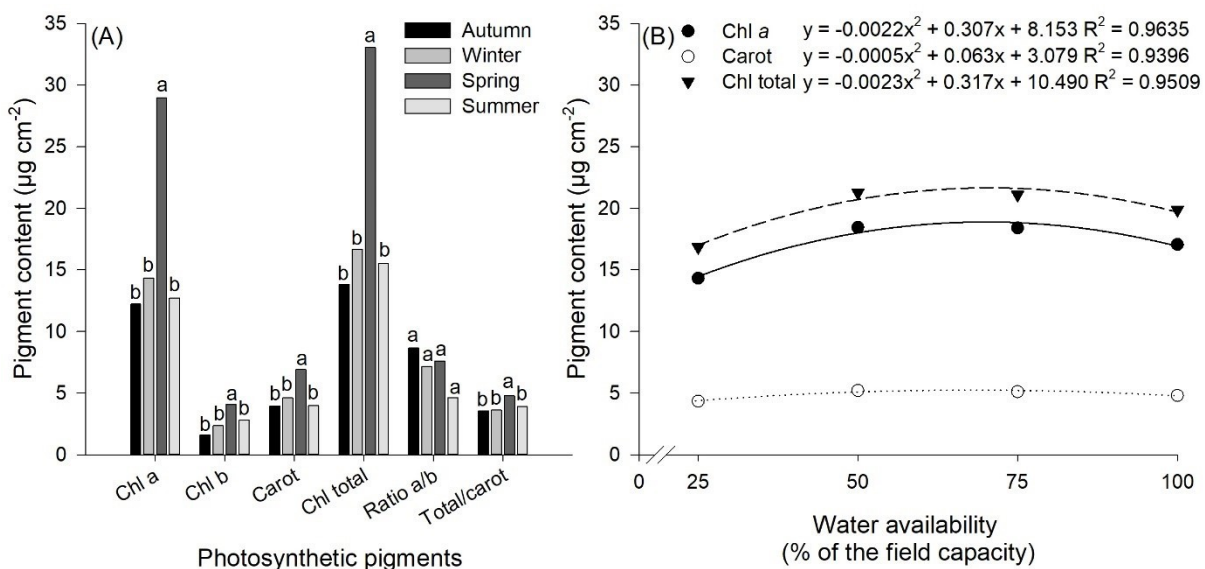 (A)
Autumn
Winter
Spring
Summer
Pigment content (µg cm⁻²)
35
30
25
20
15
10
5
0
b b a b
b b a b
b b a b
b b a b
a a a a
b b a b
Chl a
Chl b
Carot
Chl total
Ratio a/b
Total/carot
Photosynthetic pigments
(B)
Chl a y = -0.0022x² + 0.307x + 8.153 R² = 0.9635
Carot y = -0.0005x² + 0.063x + 3.079 R² = 0.9396
Chl total y = -0.0023x² + 0.317x + 10.490 R² = 0.9509
Pigment content (µg cm⁻²)
35
30
25
20
15
10
5
0
0 25 50 75 100
Water availability
(% of the field capacity)